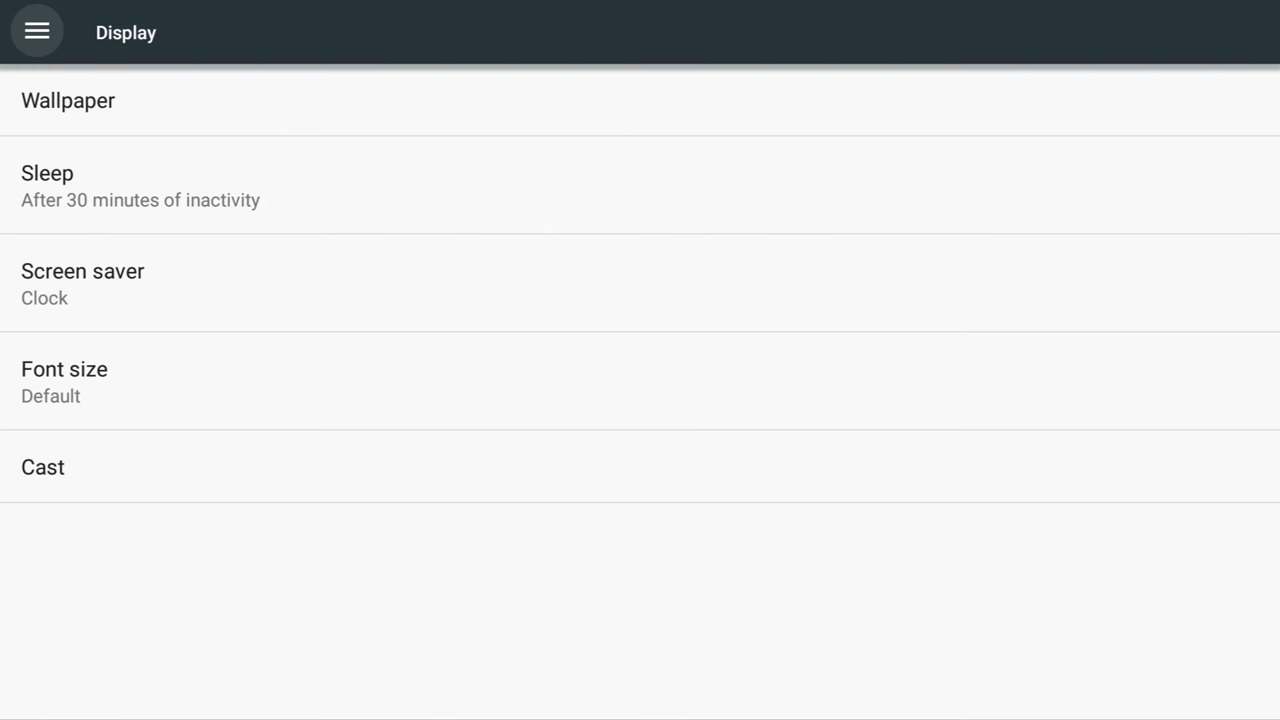 Display
Wallpaper
Sleep
After 30 minutes of inactivity
Screen saver
Clock
Font size
Default
Cast